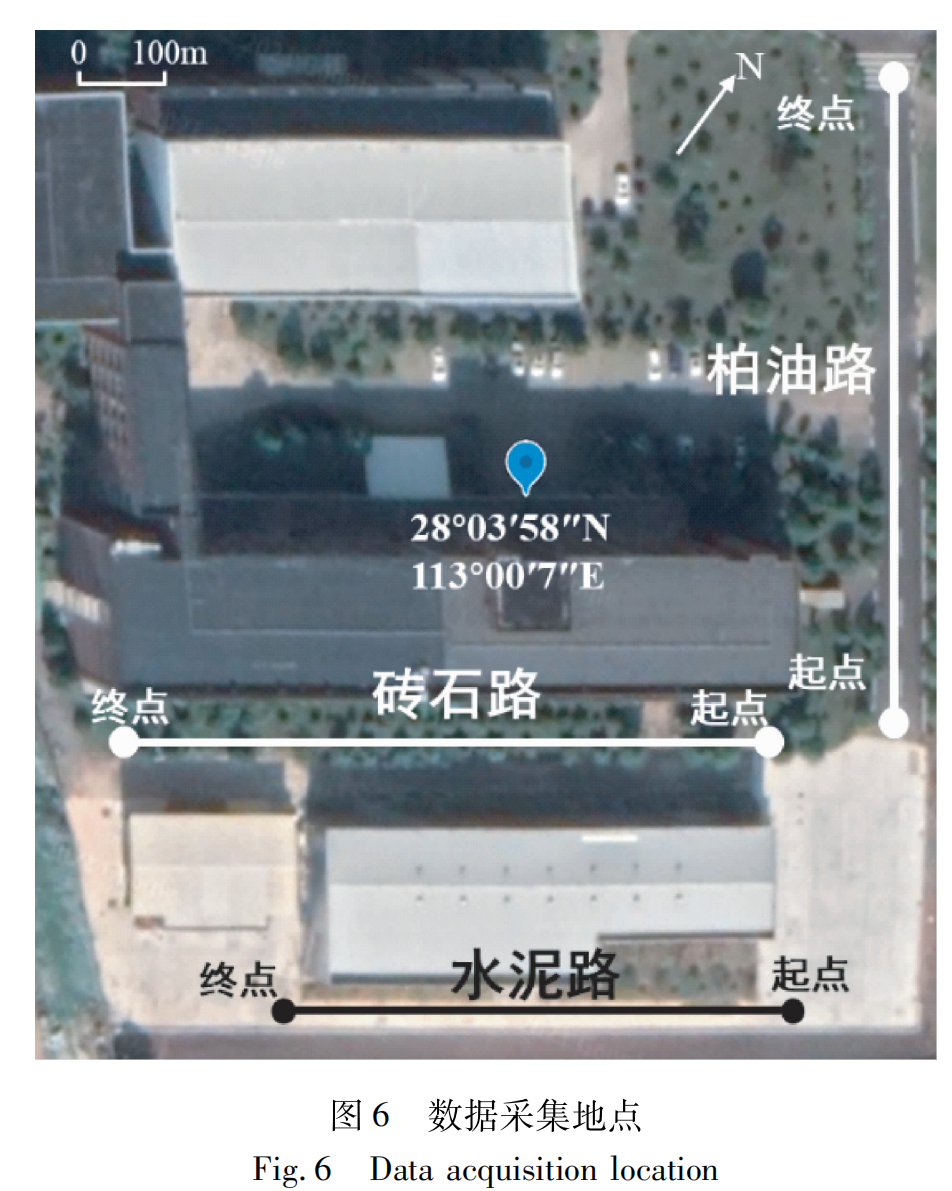 0 100m
N
终点
柏油路
28°03′58″N
113°00′7″E
起点
砖石路
终点
起点
水泥路
终点
起点
图6 数据采集地点
Fig. 6 Data acquisition location